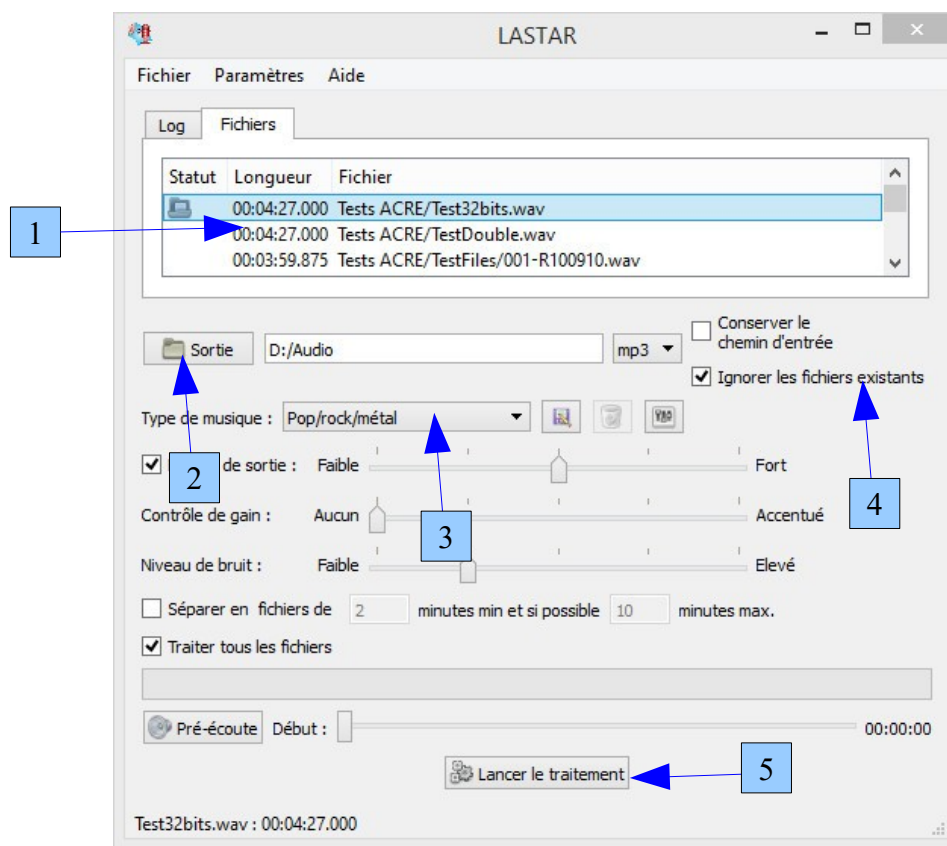 LASTAR
Fichier Paramètres Aide
Log Fichiers
Statut Longueur Fichier
00:04:27.000 Tests ACRE/Test32bits.wav
1
00:04:27.000 Tests ACRE/TestDouble.wav
00:03:59.875 Tests ACRE/TestFiles/001-R100910.wav
Sortie D:/Audio mp3
Conserver le
chemin d'entrée
Ignorer les fichiers existants
Type de musique : Pop/rock/métal
de sortie : Faible Fort
2
Contrôle de gain : Aucun Accentué
4
3
Niveau de bruit : Faible Elevé
Séparer en fichiers de 2 minutes min et si possible 10 minutes max.
Traiter tous les fichiers
Pré-écoute Début : 00:00:00
Lancer le traitement
5
Test32bits.wav : 00:04:27.000